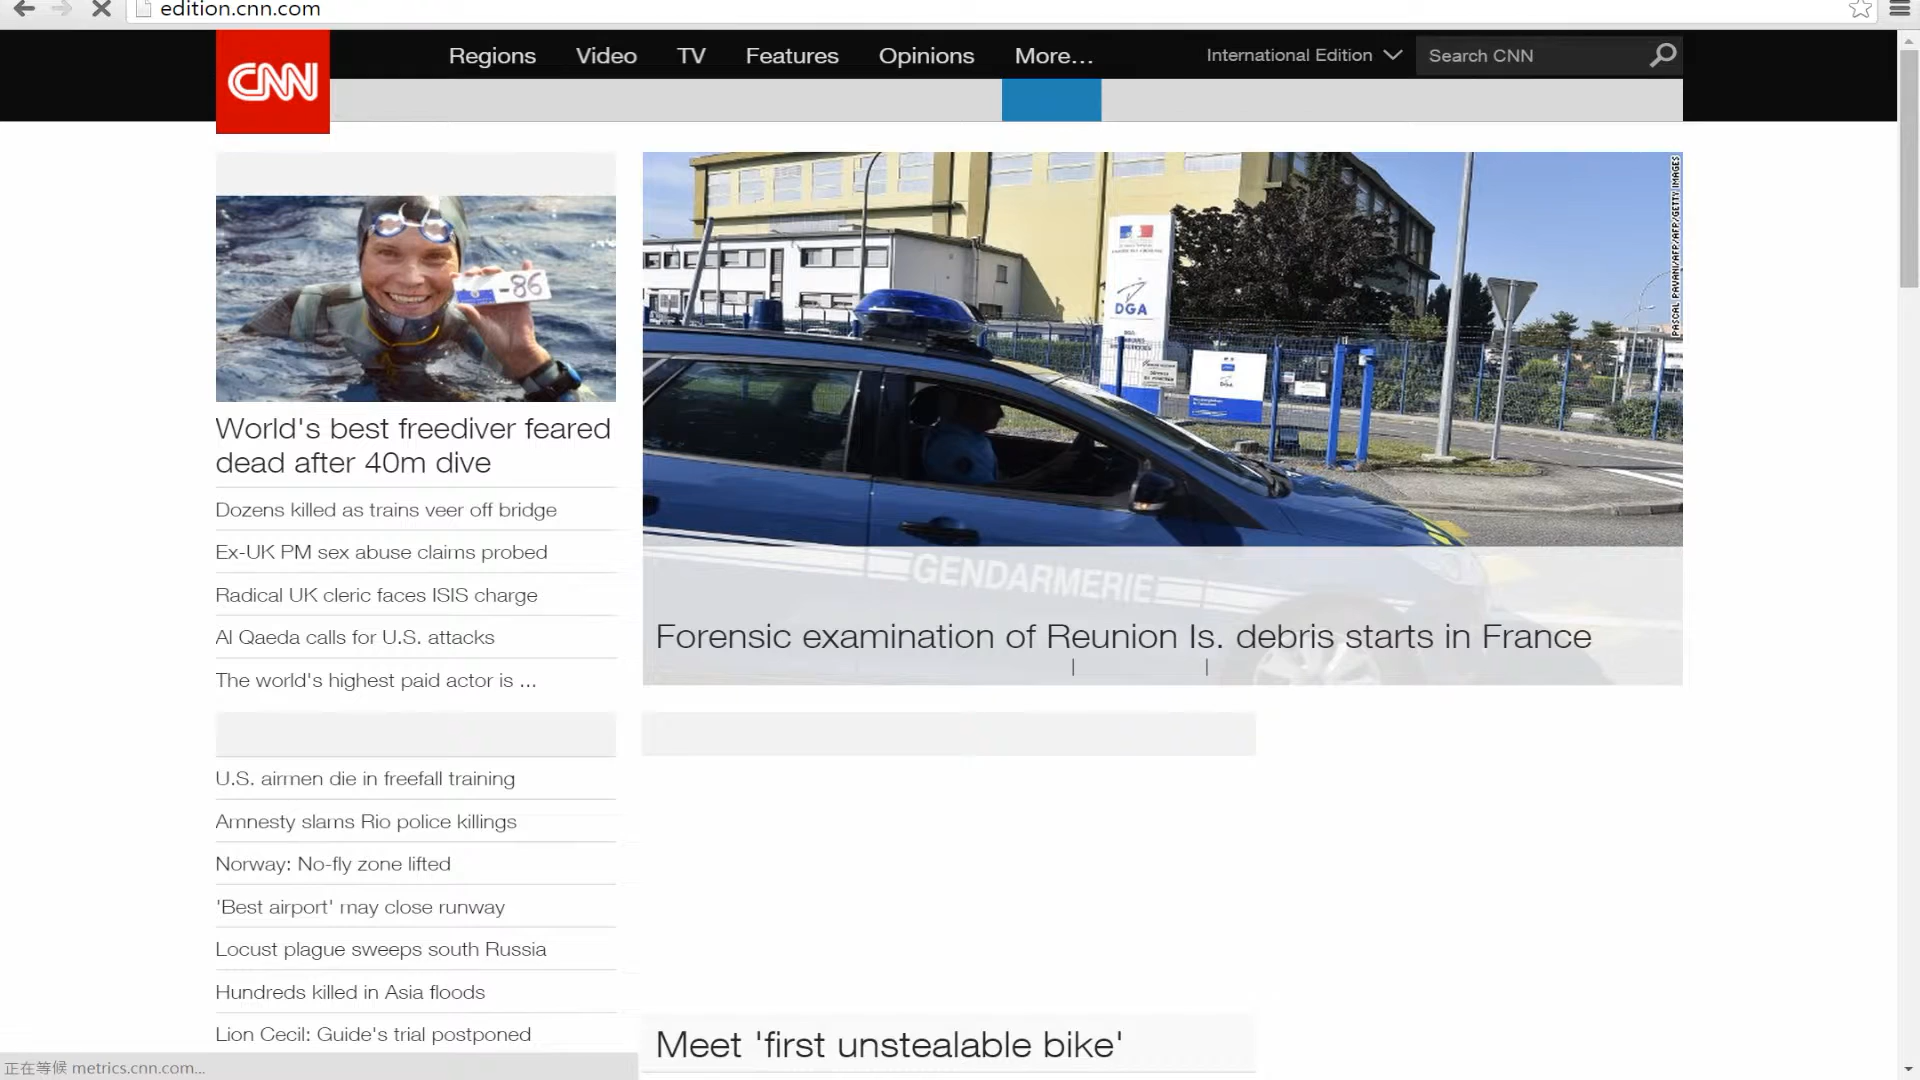 edition.cnn.com
CNN
Regions Video TV Features Opinions More...
International Edition
Search CNN
-86
World's best freediver feared
dead after 40m dive
Dozens killed as trains veer off bridge
Ex-UK PM sex abuse claims probed
Radical UK cleric faces ISIS charge
Al Qaeda calls for U.S. attacks
The world's highest paid actor is ...
PASCAL PAVANI/AFP/AFP/GETTY IMAGES
DGA
DGA
GENDARMERIE
Forensic examination of Reunion Is. debris starts in France
U.S. airmen die in freefall training
Amnesty slams Rio police killings
Norway: No-fly zone lifted
'Best airport' may close runway
Locust plague sweeps south Russia
Hundreds killed in Asia floods
Lion Cecil: Guide's trial postponed
Meet 'first unstealable bike'
正在等候 metrics.cnn.com...